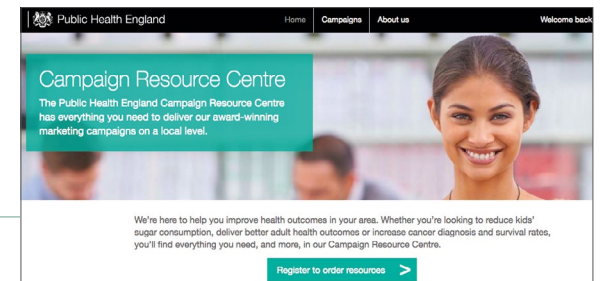 Public Health England
Home Campaigns About us Welcome back
Campaign Resource Centre
The Public Health England Campaign Resource Centre
has everything you need to deliver our award-winning
marketing campaigns on a local level.
We're here to help you improve health outcomes in your area. Whether you're looking to reduce kids'
sugar consumption, deliver better adult health outcomes or increase cancer diagnosis and survival rates,
you'll find everything you need, and more, in our Campaign Resource Centre.
Register to order resources >